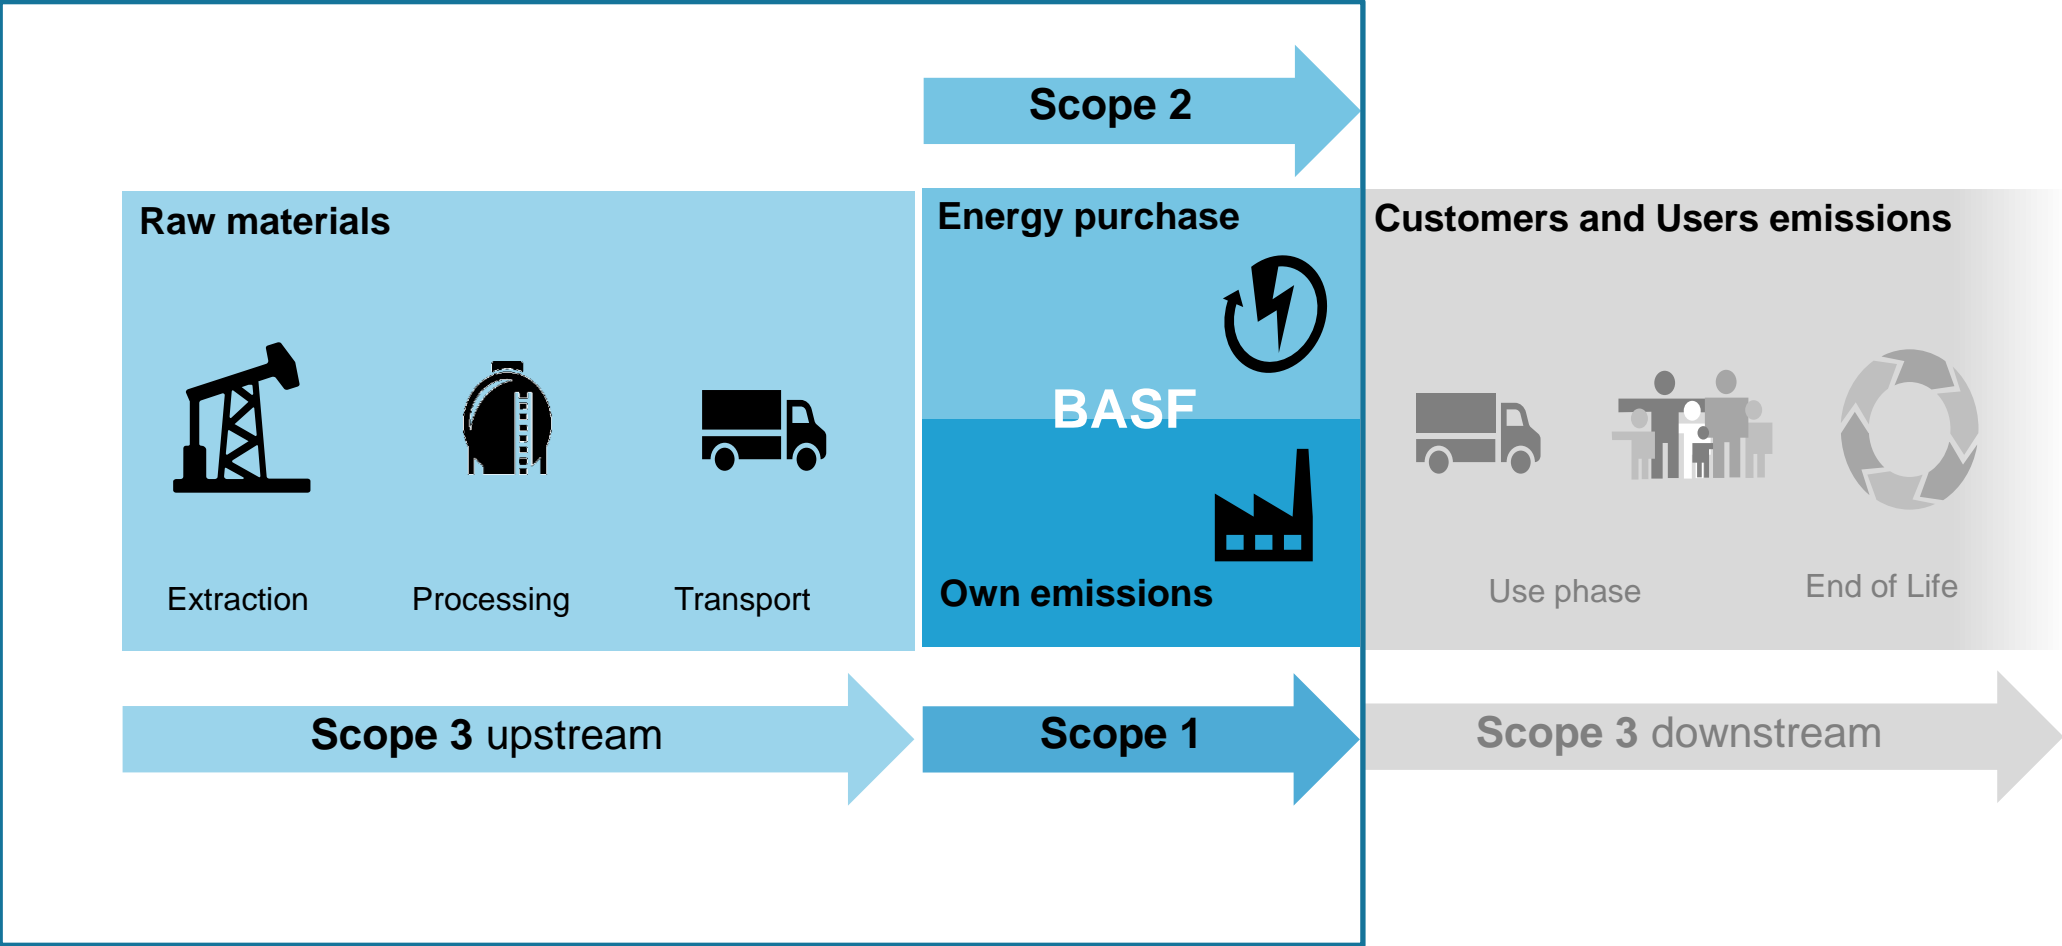 Scope 2
Raw materials
Energy purchase
Customers and Users emissions
BASF
Extraction
Processing
Transport
Own emissions
Use phase
End of Life
Scope 3 upstream
Scope 1
Scope 3 downstream